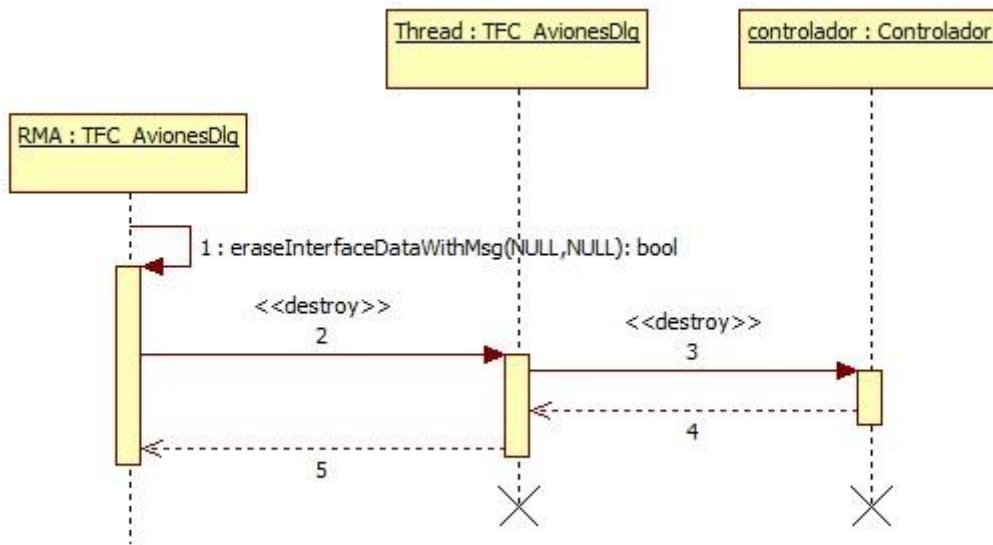 Thread : TFC_AvionesDlg
controlador : Controlador
RMA : TFC_AvionesDlg
1 : eraseInterfaceDataWithMsg(NULL,NULL): bool
<<destroy>>
2
<<destroy>>
3
4
5